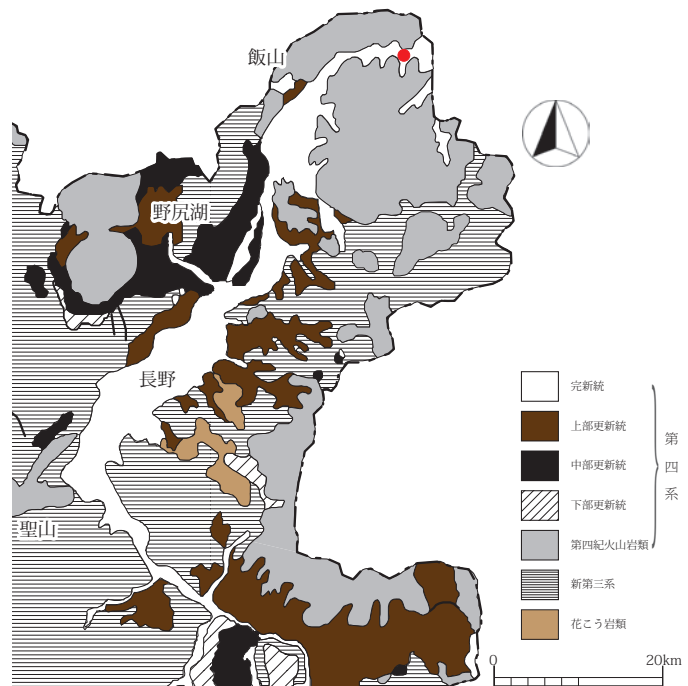 飯山
野尻湖
長野
聖山
完新統
上部更新統
中部更新統
下部更新統
第四紀火山岩類
新第三系
花こう岩類
第四系
0 20km